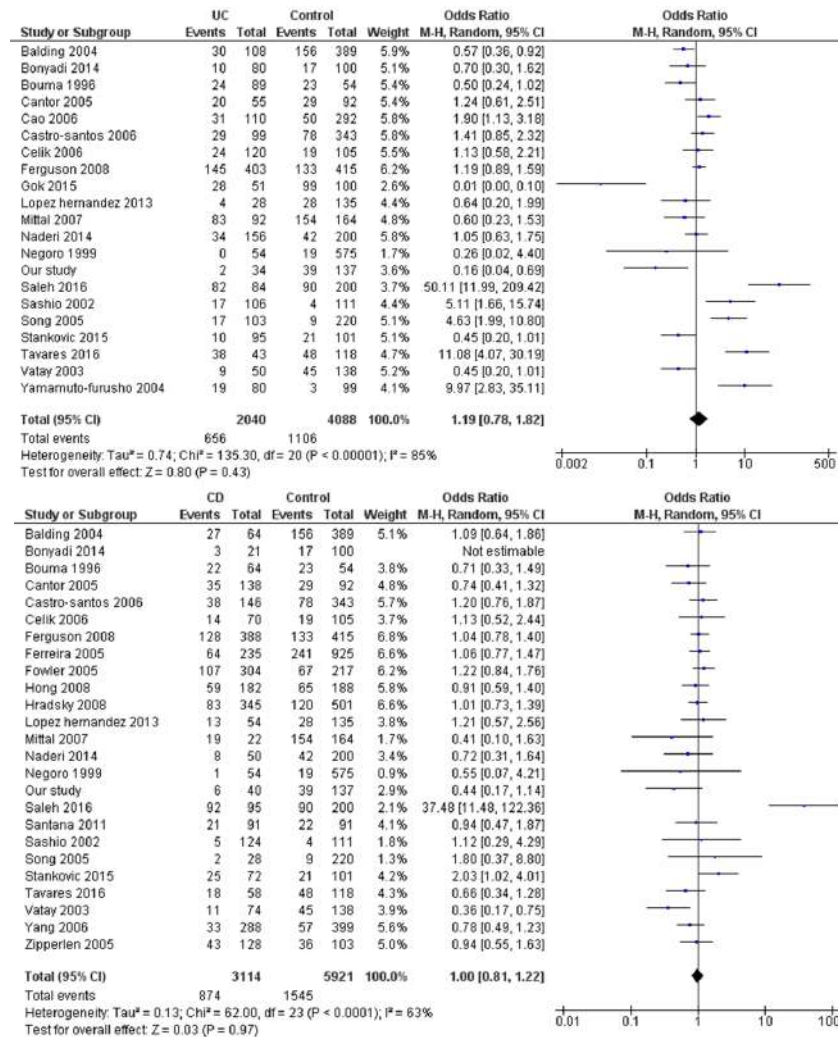 UC Control Odds Ratio Odds Ratio
Study or Subgroup Events Total Events Total Weight M-H, Random, 95% CI M-H, Random, 95% CI
Balding 2004 30 108 156 389 5.9% 0.57 [0.36, 0.92]
Bonyadi 2014 10 80 17 100 4.9% 0.70 [0.30, 1.62]
Bouma 1996 24 89 23 54 5.2% 0.50 [0.24, 1.02]
Cantor 2005 20 55 29 92 5.2% 1.24 [0.61, 2.51]
Cao 2006 31 110 50 292 5.8% 1.90 [1.13, 3.18]
Castro-santos 2006 29 99 78 343 5.8% 1.41 [0.85, 2.32]
Celik 2006 24 120 19 105 5.3% 1.13 [0.58, 2.21]
Ferguson 2008 145 403 133 415 6.2% 1.19 [0.89, 1.59]
Gok 2015 28 51 99 100 2.2% 0.01 [0.00, 0.10]
Lopez hernandez 2013 4 28 28 135 4.0% 0.64 [0.20, 1.99]
Mittal 2007 83 92 154 164 4.6% 0.60 [0.23, 1.53]
Naderi 2014 34 156 42 200 5.8% 1.05 [0.63, 1.75]
Negoro 1999 0 54 19 575 1.4% 0.26 [0.02, 4.40]
Our study 2 34 39 137 3.3% 0.16 [0.04, 0.69]
Saleh 2016 82 84 90 200 3.3% 50.11 [11.99, 209.42]
Sashio 2002 17 106 4 111 4.1% 5.11 [1.66, 15.74]
Song 2005 17 103 9 220 4.8% 4.63 [1.99, 10.80]
Stankovic 2015 10 95 21 101 4.9% 0.45 [0.20, 1.01]
Tavares 2016 38 43 48 118 4.4% 11.08 [4.07, 30.19]
Vatay 2003 9 50 45 138 4.9% 0.45 [0.20, 1.01]
Yamamuto-furusho 2004 19 80 3 99 3.7% 9.97 [2.83, 35.11]
Total (95% CI) 2040 4088 100.0% 1.19 [0.78, 1.82]
Total events 656 1106
Heterogeneity: Tau² = 0.74; Chi² = 135.30, df = 20 (P < 0.00001); I² = 85%
Test for overall effect: Z = 0.80 (P = 0.43)
0.002 0.1 1 10 500
CD Control Odds Ratio Odds Ratio
Study or Subgroup Events Total Events Total Weight M-H, Random, 95% CI M-H, Random, 95% CI
Balding 2004 27 64 156 389 5.1% 1.09 [0.64, 1.86]
Bonyadi 2014 3 21 17 100 Not estimable
Bouma 1996 22 64 23 54 3.8% 0.71 [0.33, 1.49]
Cantor 2005 35 138 29 92 4.8% 0.74 [0.41, 1.32]
Castro-santos 2006 38 146 78 343 5.7% 1.20 [0.76, 1.87]
Celik 2006 14 70 19 105 3.6% 1.13 [0.52, 2.44]
Ferguson 2008 128 388 133 415 6.8% 1.04 [0.78, 1.40]
Ferreira 2005 64 235 241 925 6.6% 1.06 [0.77, 1.47]
Fowler 2005 107 304 67 217 6.3% 1.22 [0.84, 1.76]
Hong 2008 59 182 65 188 5.9% 0.91 [0.59, 1.40]
Hradsky 2008 83 345 120 501 6.6% 1.01 [0.73, 1.39]
Lopez hernandez 2013 13 54 28 135 3.8% 1.21 [0.57, 2.56]
Mittal 2007 19 22 154 164 1.7% 0.41 [0.10, 1.63]
Naderi 2014 8 50 42 200 3.4% 0.72 [0.31, 1.64]
Negoro 1999 1 54 19 575 0.9% 0.55 [0.07, 4.21]
Our study 6 40 39 137 2.9% 0.44 [0.17, 1.14]
Saleh 2016 92 95 90 200 2.1% 37.48 [11.48, 122.36]
Santana 2011 21 91 22 91 4.1% 0.94 [0.47, 1.87]
Sashio 2002 5 124 4 111 1.7% 1.12 [0.29, 4.29]
Song 2005 2 28 9 220 1.3% 1.80 [0.37, 8.80]
Stankovic 2015 25 72 21 101 4.2% 2.03 [1.02, 4.01]
Tavares 2016 18 58 48 118 4.2% 0.66 [0.34, 1.28]
Vatay 2003 11 74 45 138 3.9% 0.36 [0.17, 0.75]
Yang 2006 33 288 57 399 5.5% 0.78 [0.49, 1.23]
Zipperlen 2005 43 128 36 103 5.0% 0.94 [0.55, 1.63]
Total (95% CI) 3114 5921 100.0% 1.00 [0.81, 1.22]
Total events 874 1545
Heterogeneity: Tau² = 0.13; Chi² = 62.00, df = 23 (P < 0.0001); I² = 63%
Test for overall effect: Z = 0.03 (P = 0.97)
0.01 0.1 1 10 100